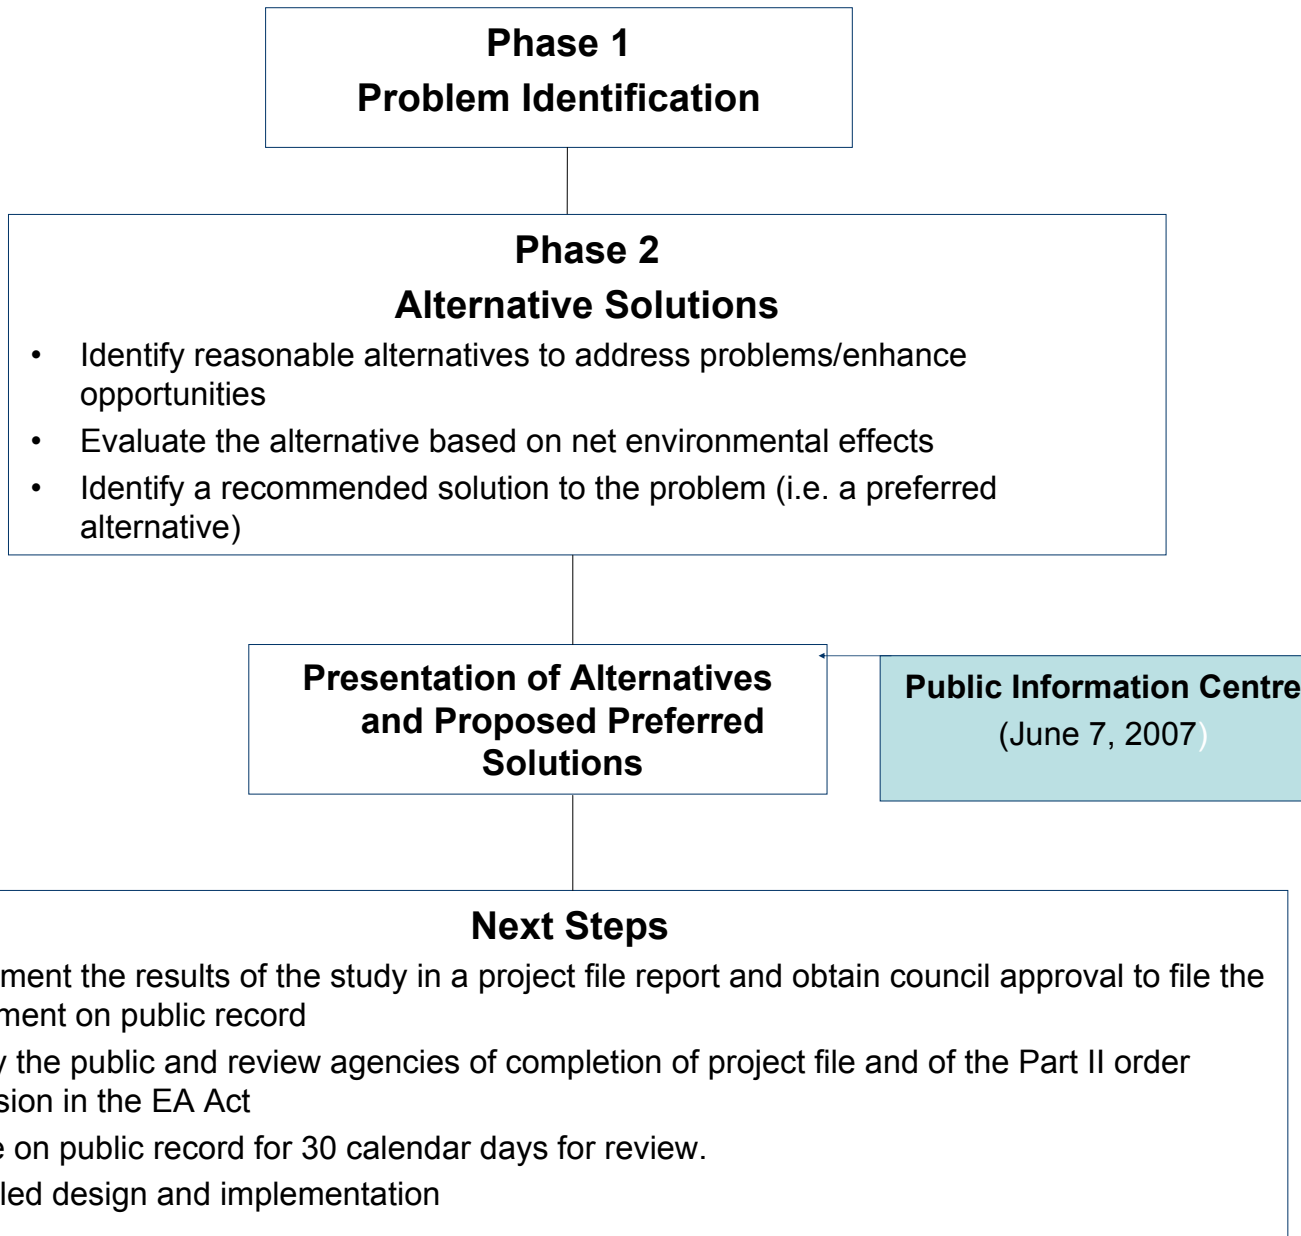 Phase 1
Problem Identification
Phase 2
Alternative Solutions
• Identify reasonable alternatives to address problems/enhance
opportunities
• Evaluate the alternative based on net environmental effects
• Identify a recommended solution to the problem (i.e. a preferred
alternative)
Presentation of Alternatives
and Proposed Preferred
Solutions
Public Information Centre
(June 7, 2007)
Next Steps
ment the results of the study in a project file report and obtain council approval to file the
ment on public record
y the public and review agencies of completion of project file and of the Part II order
sion in the EA Act
e on public record for 30 calendar days for review.
led design and implementation